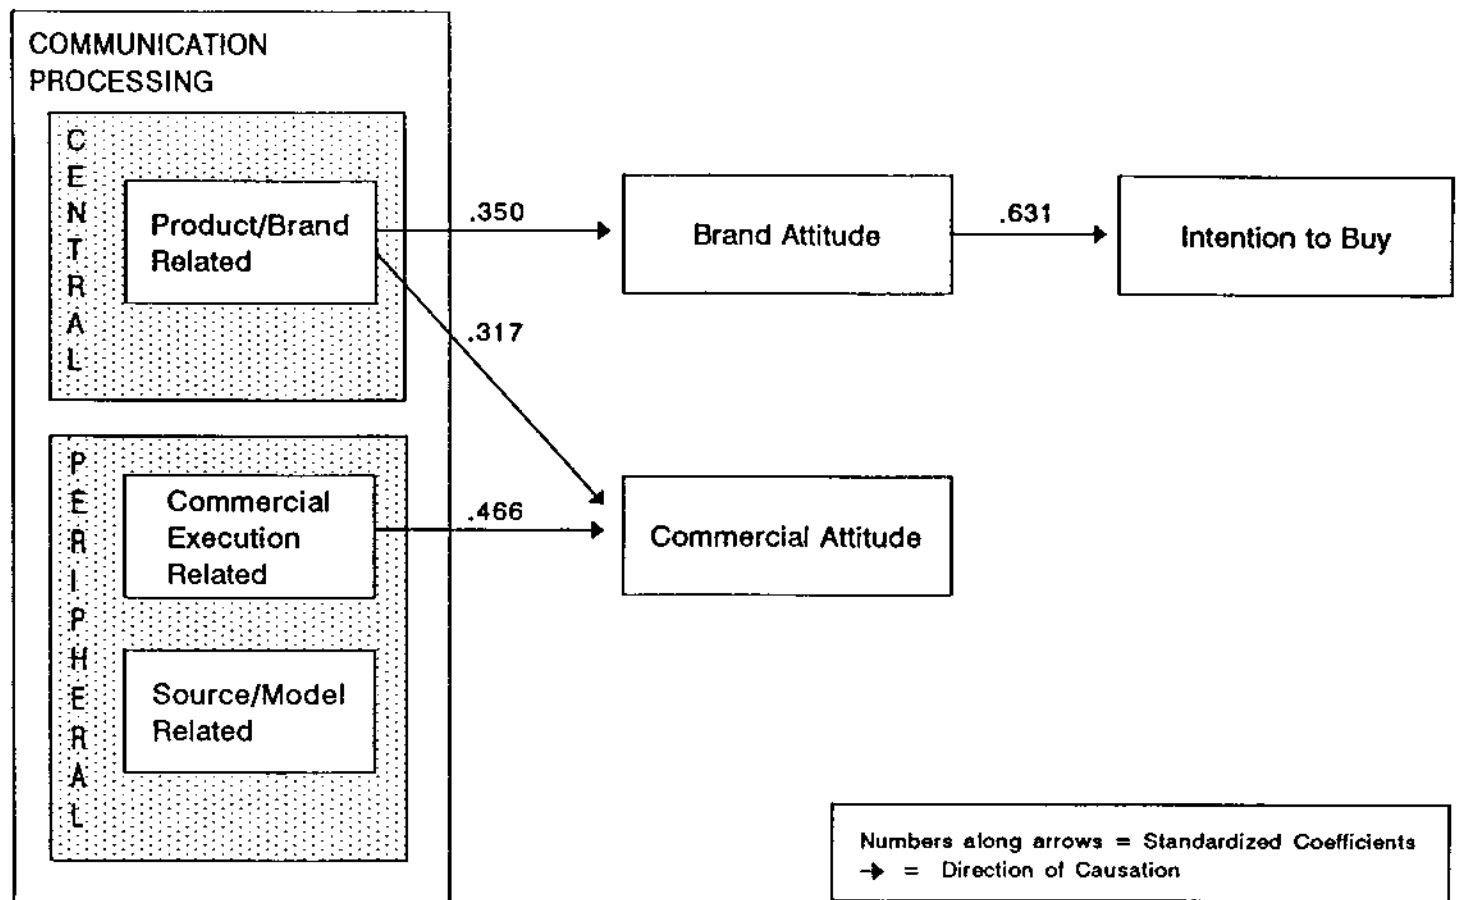 COMMUNICATION
PROCESSING
CENTRAL
Product/Brand
Related
.350
Brand Attitude
.631
Intention to Buy
.317
PERIPHERAL
Commercial
Execution
Related
.466
Commercial Attitude
Source/Model
Related
Numbers along arrows = Standardized Coefficients
→ = Direction of Causation